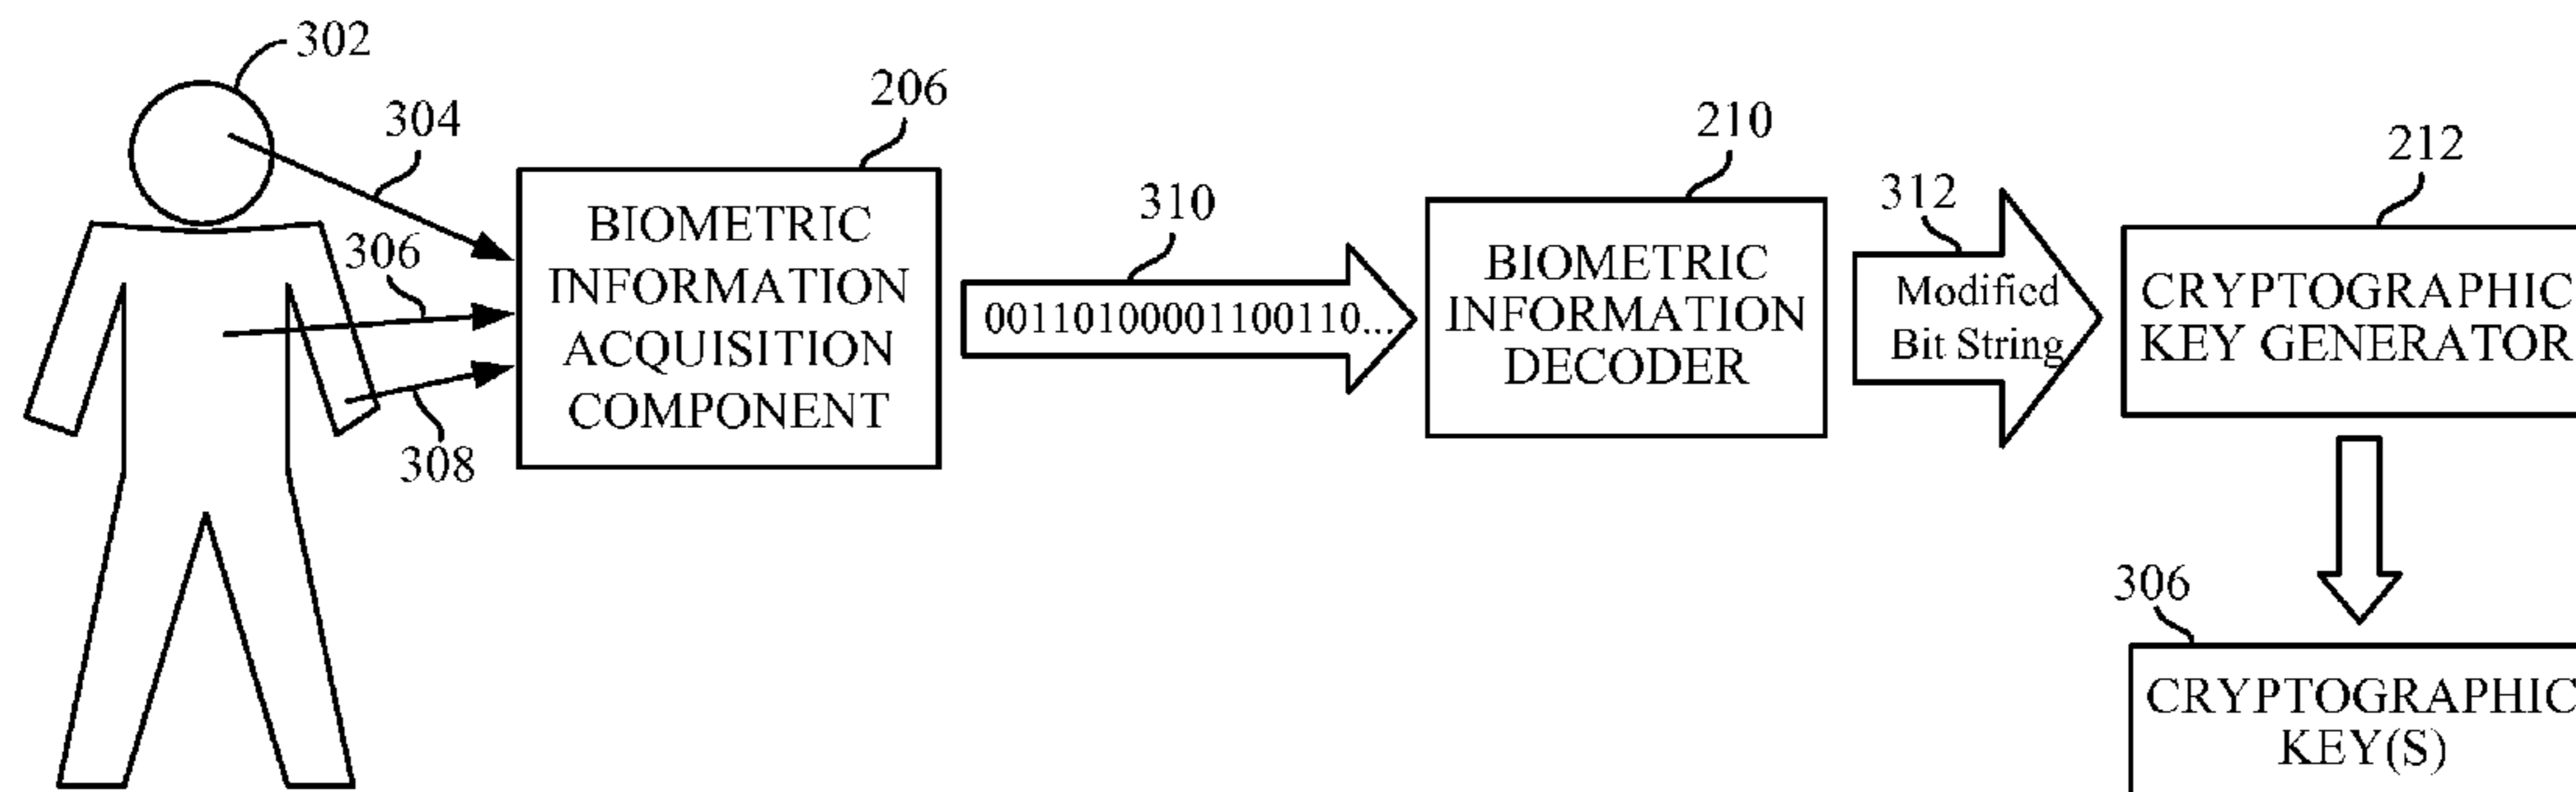 302
304
306
308
206
BIOMETRIC
INFORMATION
ACQUISITION
COMPONENT
310
00110100001100110...
210
BIOMETRIC
INFORMATION
DECODER
312
Modified
Bit String
212
CRYPTOGRAPHIC
KEY GENERATOR
306
CRYPTOGRAPHIC
KEY(S)